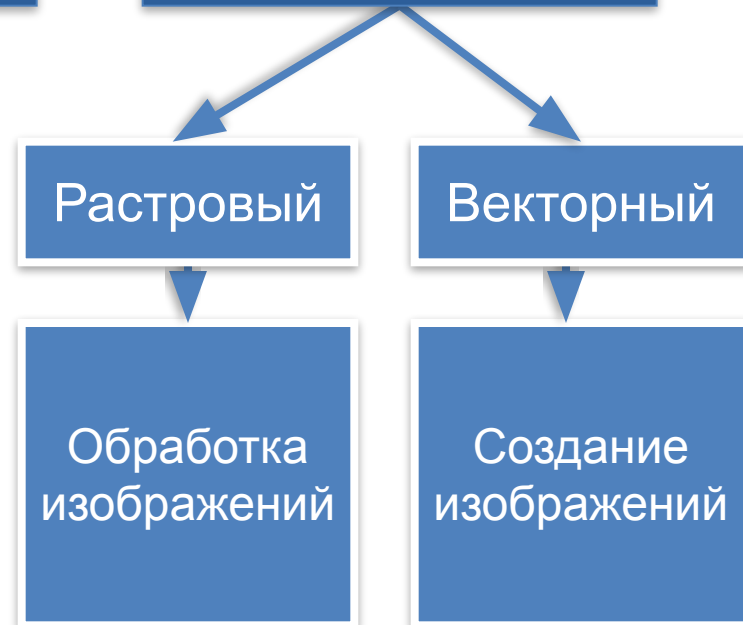 Растровый
Векторный
Обработка
изображений
Создание
изображений